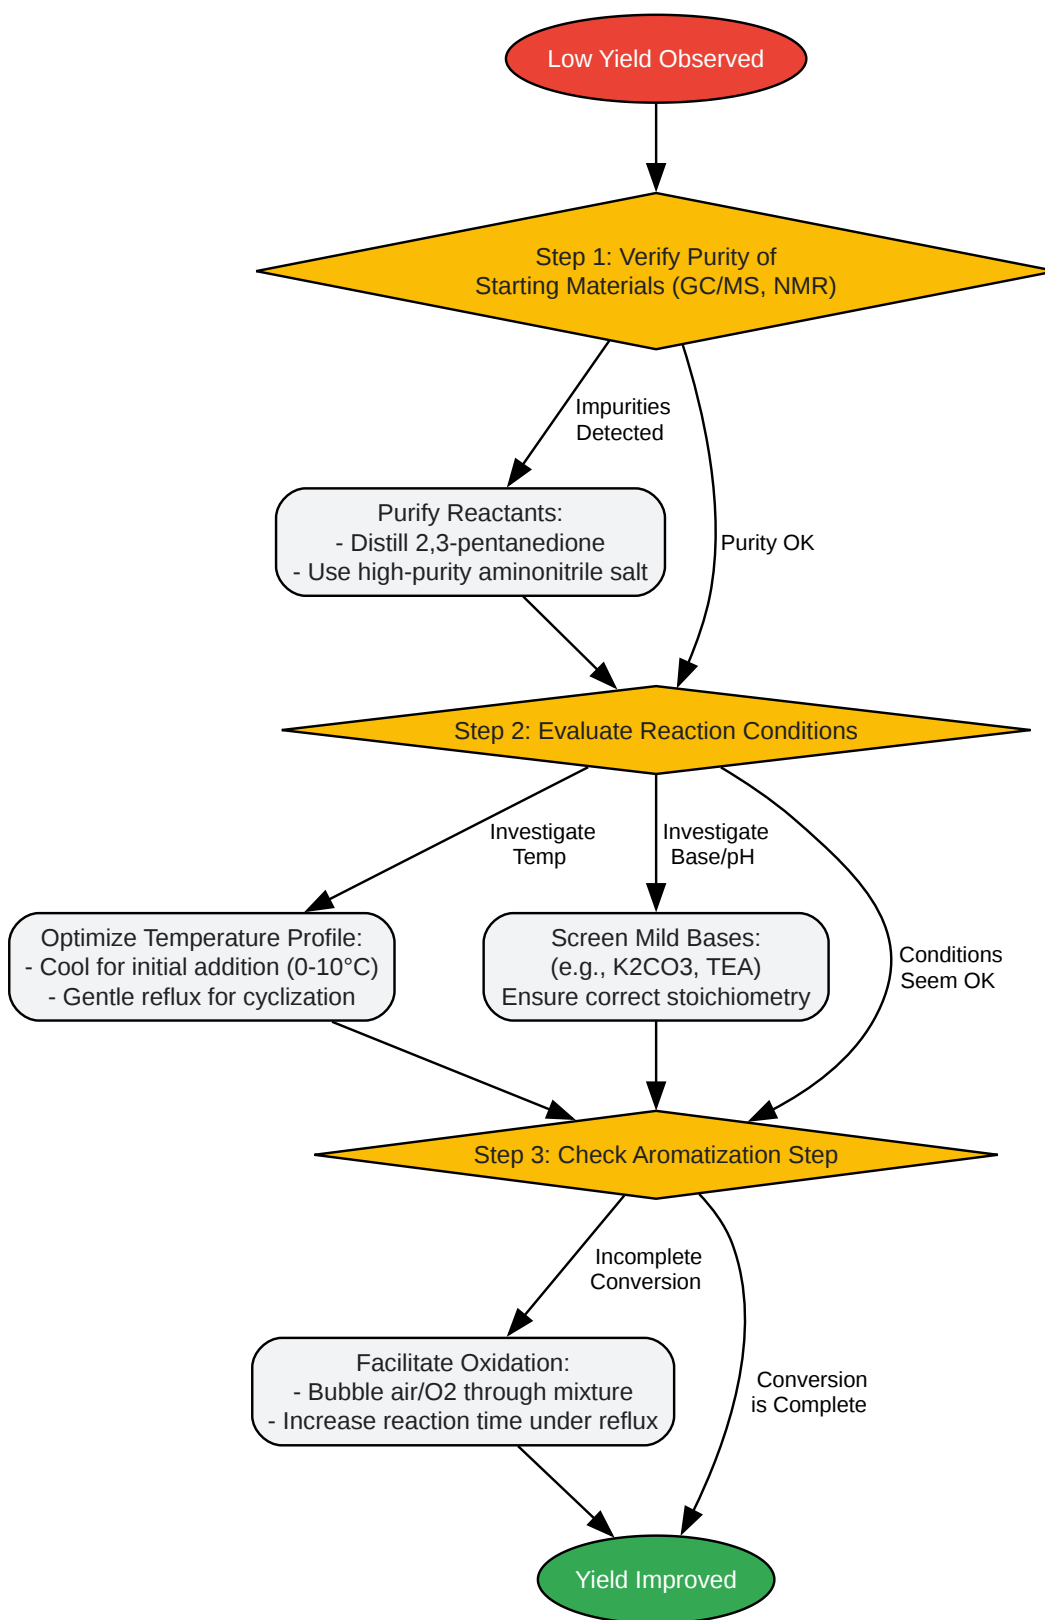 Low Yield Observed
Step 1: Verify Purity of
Starting Materials (GC/MS, NMR)
Impurities
Detected
Purity OK
Purify Reactants:
- Distill 2,3-pentanedione
- Use high-purity aminonitrile salt
Step 2: Evaluate Reaction Conditions
Investigate
Temp
Investigate
Base/pH
Conditions
Seem OK
Optimize Temperature Profile:
- Cool for initial addition (0-10°C)
- Gentle reflux for cyclization
Screen Mild Bases:
(e.g., K2CO3, TEA)
Ensure correct stoichiometry
Step 3: Check Aromatization Step
Incomplete
Conversion
Conversion
is Complete
Facilitate Oxidation:
- Bubble air/O2 through mixture
- Increase reaction time under reflux
Yield Improved